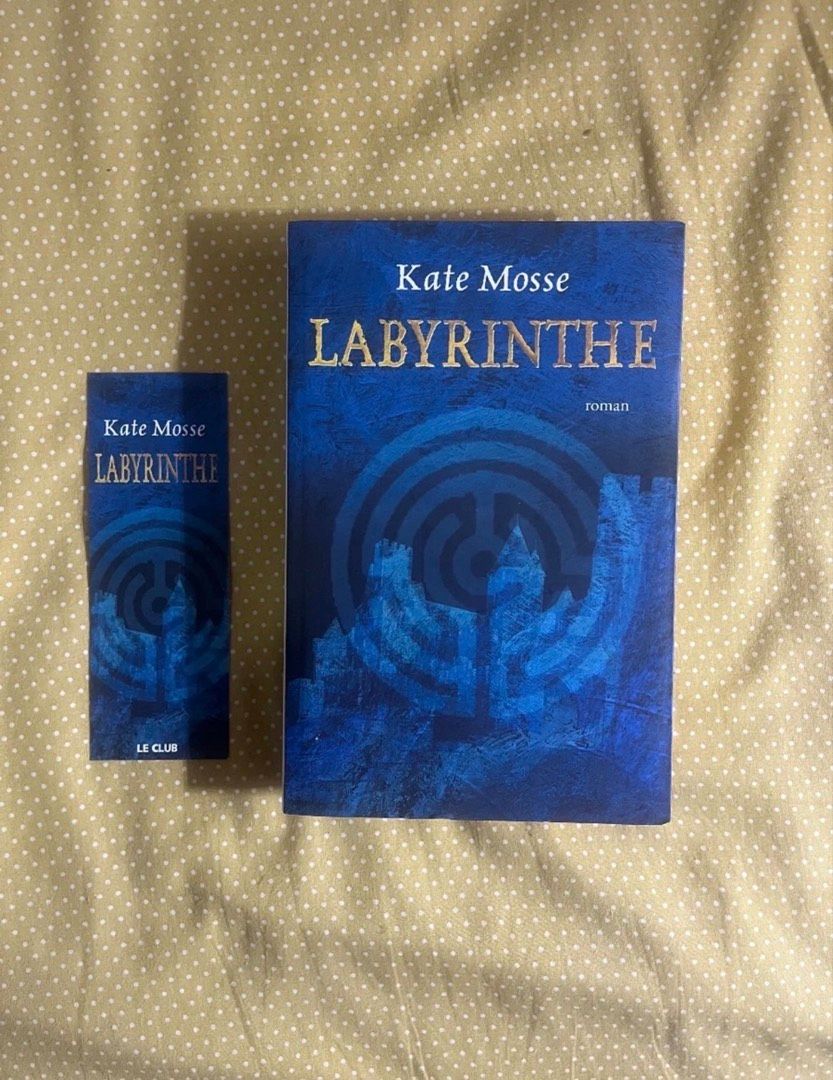 Kate Mosse
LABYRINTHE
LE CLUB
Kate Mosse
LABYRINTHE
roman